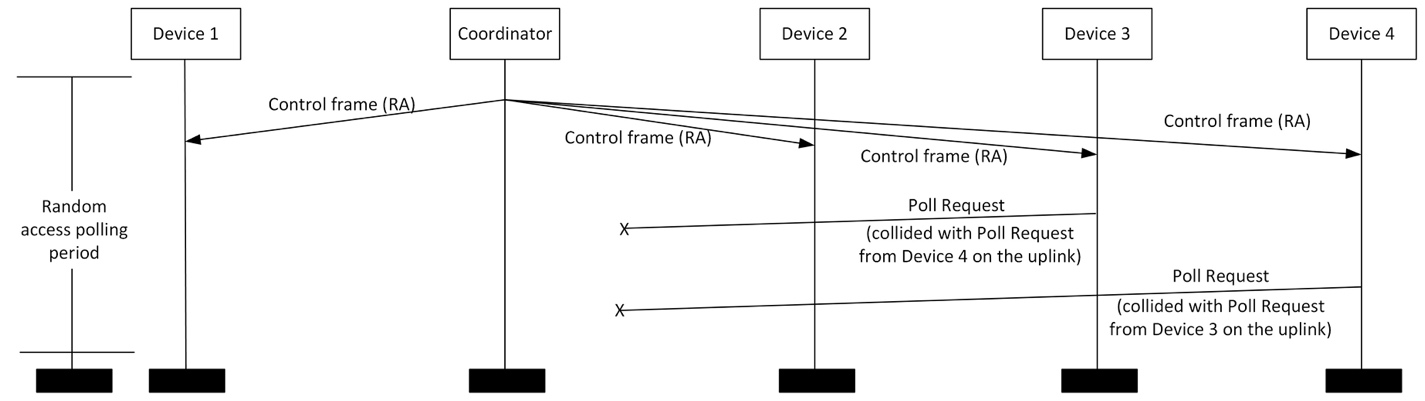 Device 1
Coordinator
Device 2
Device 3
Device 4
Control frame (RA)
Control frame (RA)
Control frame (RA)
Control frame (RA)
Random
access polling
period
Poll Request
(collided with Poll Request
from Device 4 on the uplink)
X
Poll Request
(collided with Poll Request
from Device 3 on the uplink)
X